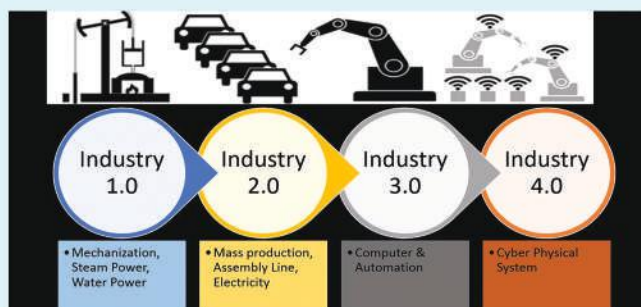 Industry
1.0
Industry
2.0
Industry
3.0
Industry
4.0
• Mechanization,
Steam Power,
Water Power
• Mass production,
Assembly Line,
Electricity
• Computer &
Automation
• Cyber Physical
System